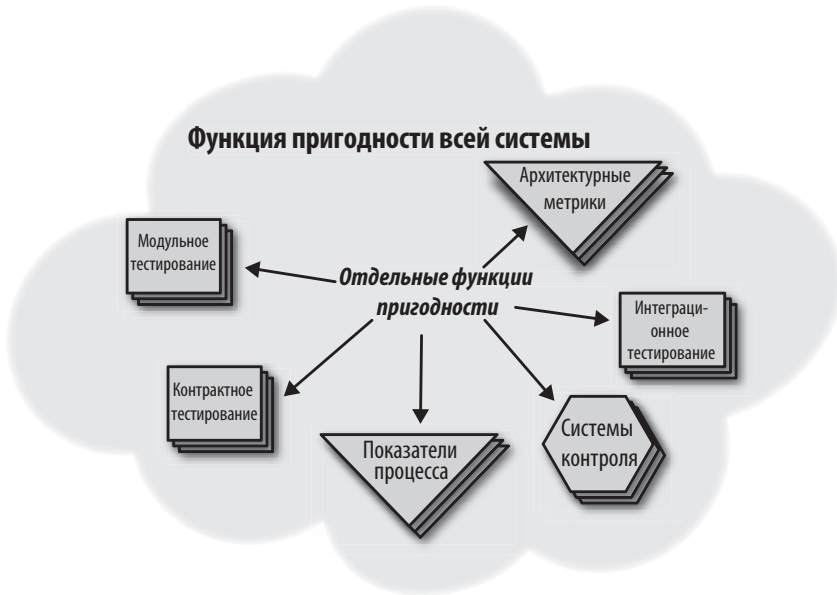 Функция пригодности всей системы
Архитектурные
метрики
Модульное
тестирование
Отдельные функции
пригодности
Интеграци-
онное
тестирование
Контрактное
тестирование
Показатели
процесса
Системы
контроля